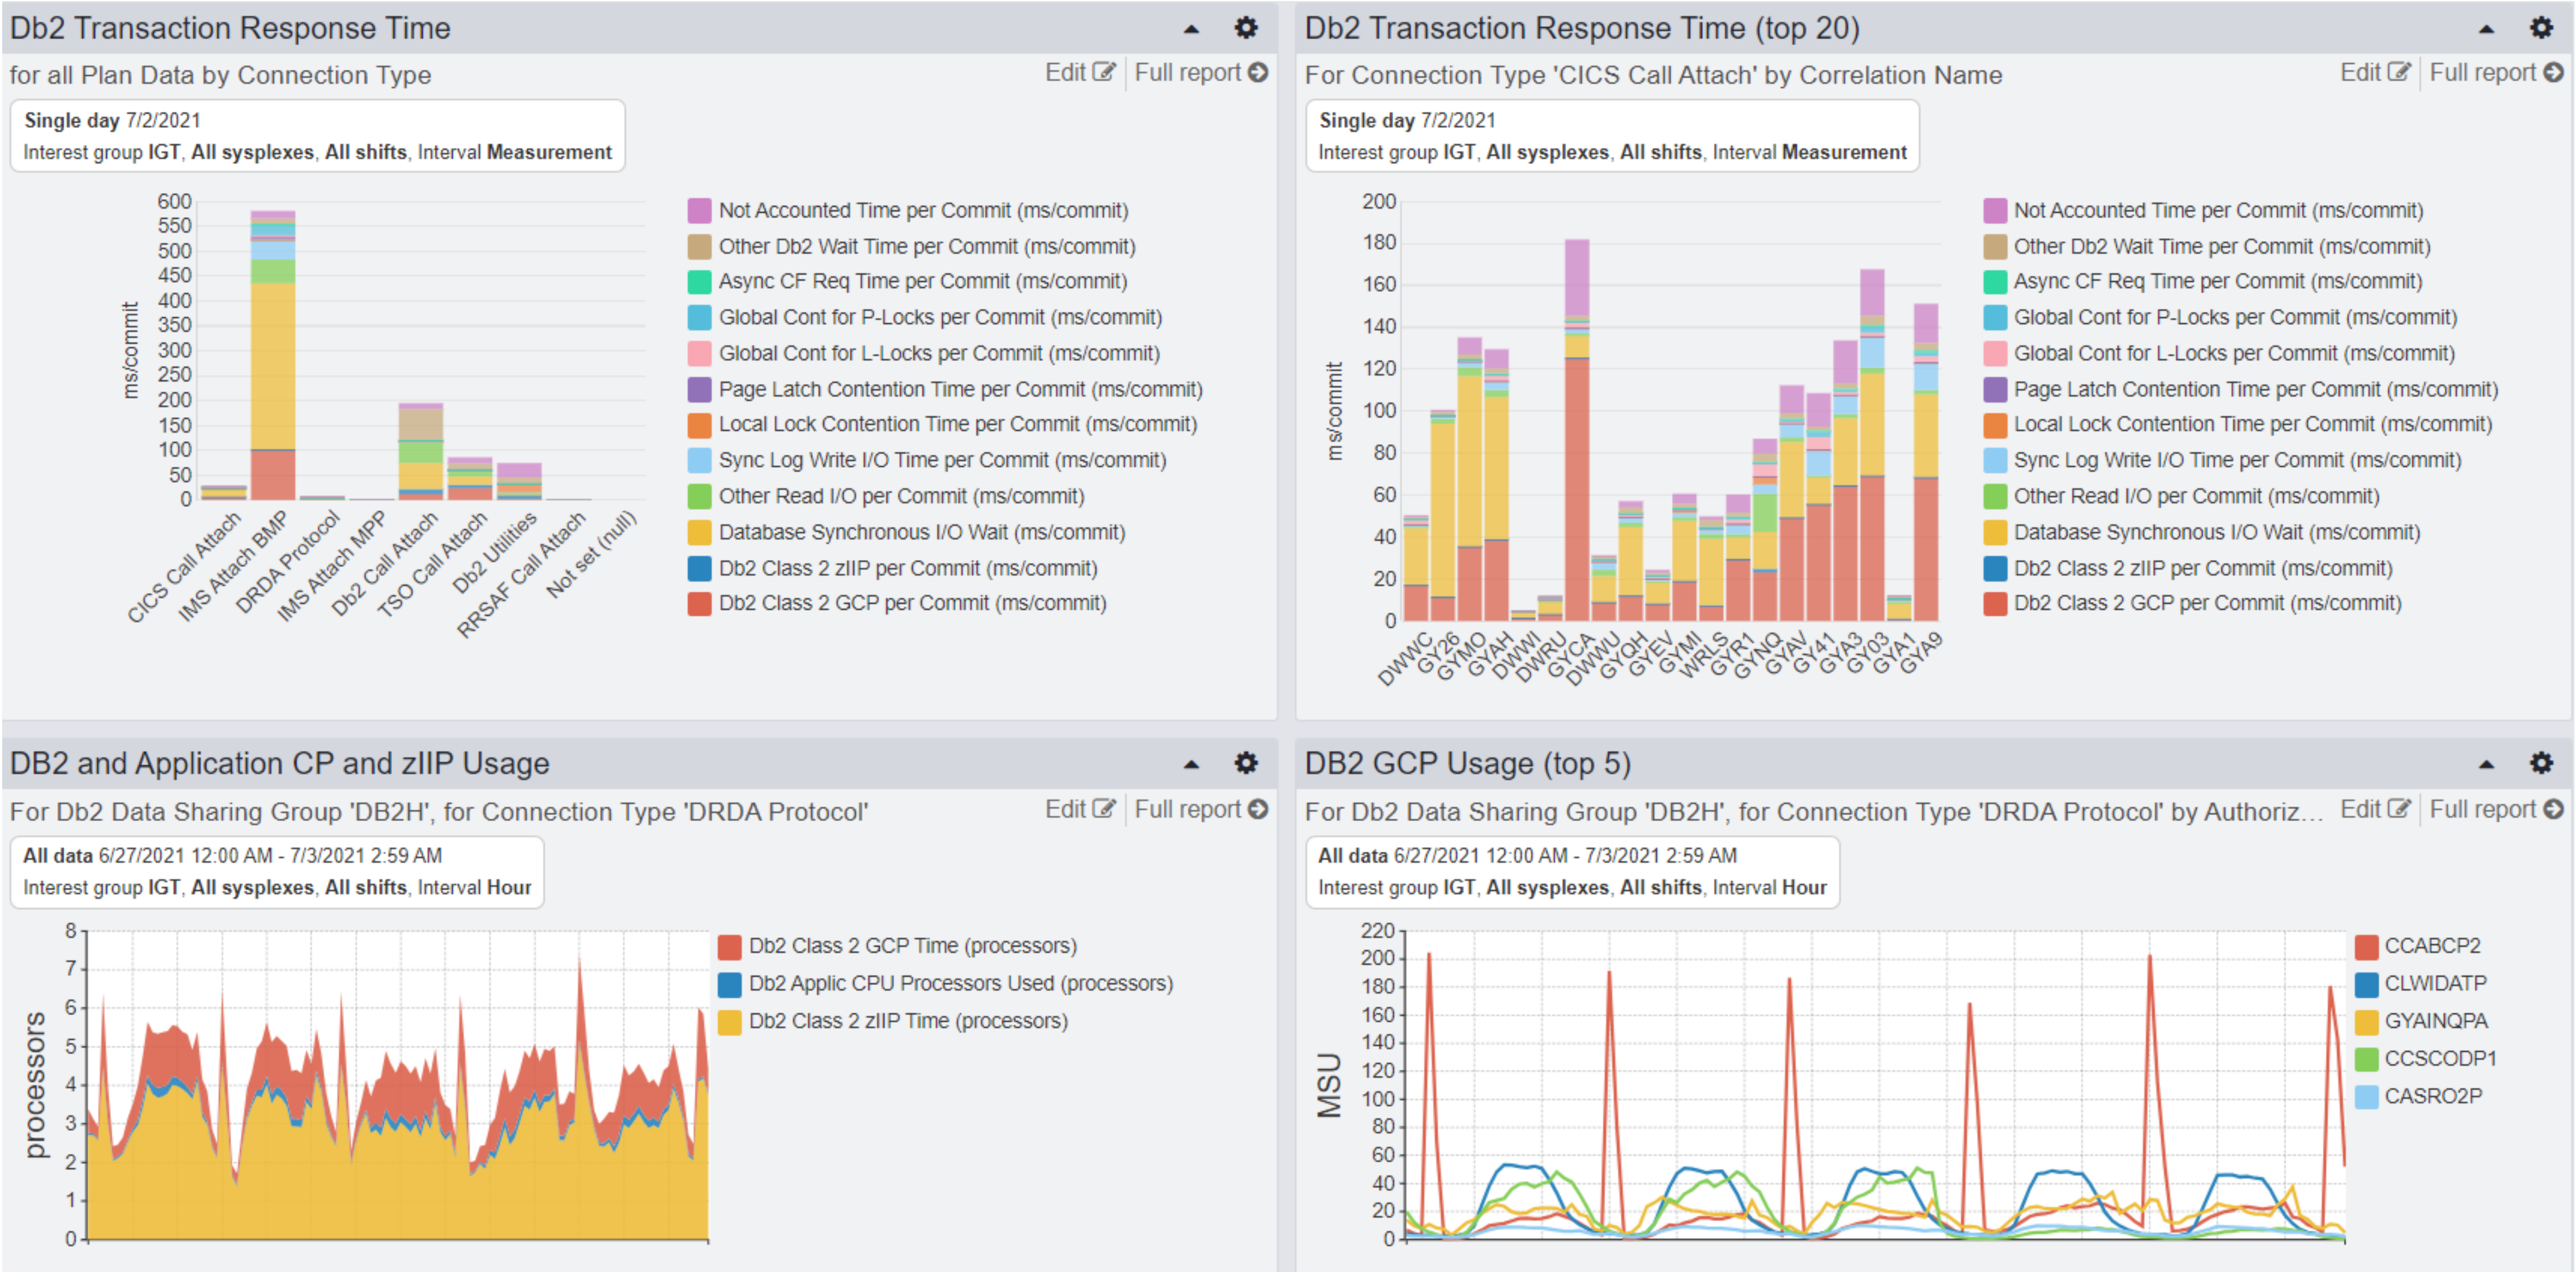 Db2 Transaction Response Time
for all Plan Data by Connection Type
Edit
Full report
Single day 7/2/2021
Interest group IGT, All sysplexes, All shifts, Interval Measurement
600
550
500
450
400
350
300
250
200
150
100
50
0
ms/commit
CICS Call Attach
IMS Attach BMP
DRDA Protocol
IMS Attach MPP
Db2 Call Attach
TSO Call Attach
Db2 Utilities
RRSAF Call Attach
Not set (null)
Not Accounted Time per Commit (ms/commit)
Other Db2 Wait Time per Commit (ms/commit)
Async CF Req Time per Commit (ms/commit)
Global Cont for P-Locks per Commit (ms/commit)
Global Cont for L-Locks per Commit (ms/commit)
Page Latch Contention Time per Commit (ms/commit)
Local Lock Contention Time per Commit (ms/commit)
Sync Log Write I/O Time per Commit (ms/commit)
Other Read I/O per Commit (ms/commit)
Database Synchronous I/O Wait (ms/commit)
Db2 Class 2 zIIP per Commit (ms/commit)
Db2 Class 2 GCP per Commit (ms/commit)
Db2 Transaction Response Time (top 20)
For Connection Type 'CICS Call Attach' by Correlation Name
Edit
Full report
Single day 7/2/2021
Interest group IGT, All sysplexes, All shifts, Interval Measurement
200
180
160
140
120
100
80
60
40
20
0
ms/commit
DWWC
GY26
GYMO
GYAH
DWWI
DWRU
GYCA
DWWU
GYQH
GYEV
GYMI
WRLS
GYR1
GYNQ
GYAV
GY41
GYA3
GY03
GYA1
GYA9
Not Accounted Time per Commit (ms/commit)
Other Db2 Wait Time per Commit (ms/commit)
Async CF Req Time per Commit (ms/commit)
Global Cont for P-Locks per Commit (ms/commit)
Global Cont for L-Locks per Commit (ms/commit)
Page Latch Contention Time per Commit (ms/commit)
Local Lock Contention Time per Commit (ms/commit)
Sync Log Write I/O Time per Commit (ms/commit)
Other Read I/O per Commit (ms/commit)
Database Synchronous I/O Wait (ms/commit)
Db2 Class 2 zIIP per Commit (ms/commit)
Db2 Class 2 GCP per Commit (ms/commit)
DB2 and Application CP and zIIP Usage
For Db2 Data Sharing Group 'DB2H', for Connection Type 'DRDA Protocol'
Edit
Full report
All data 6/27/2021 12:00 AM - 7/3/2021 2:59 AM
Interest group IGT, All sysplexes, All shifts, Interval Hour
8
7
6
5
4
3
2
1
0
processors
Db2 Class 2 GCP Time (processors)
Db2 Applic CPU Processors Used (processors)
Db2 Class 2 zIIP Time (processors)
DB2 GCP Usage (top 5)
For Db2 Data Sharing Group 'DB2H', for Connection Type 'DRDA Protocol' by Authoriz...
Edit
Full report
All data 6/27/2021 12:00 AM - 7/3/2021 2:59 AM
Interest group IGT, All sysplexes, All shifts, Interval Hour
220
200
180
160
140
120
100
80
60
40
20
0
MSU
CCABCP2
CLWIDATP
GYAINQPA
CCSCODP1
CASRO2P